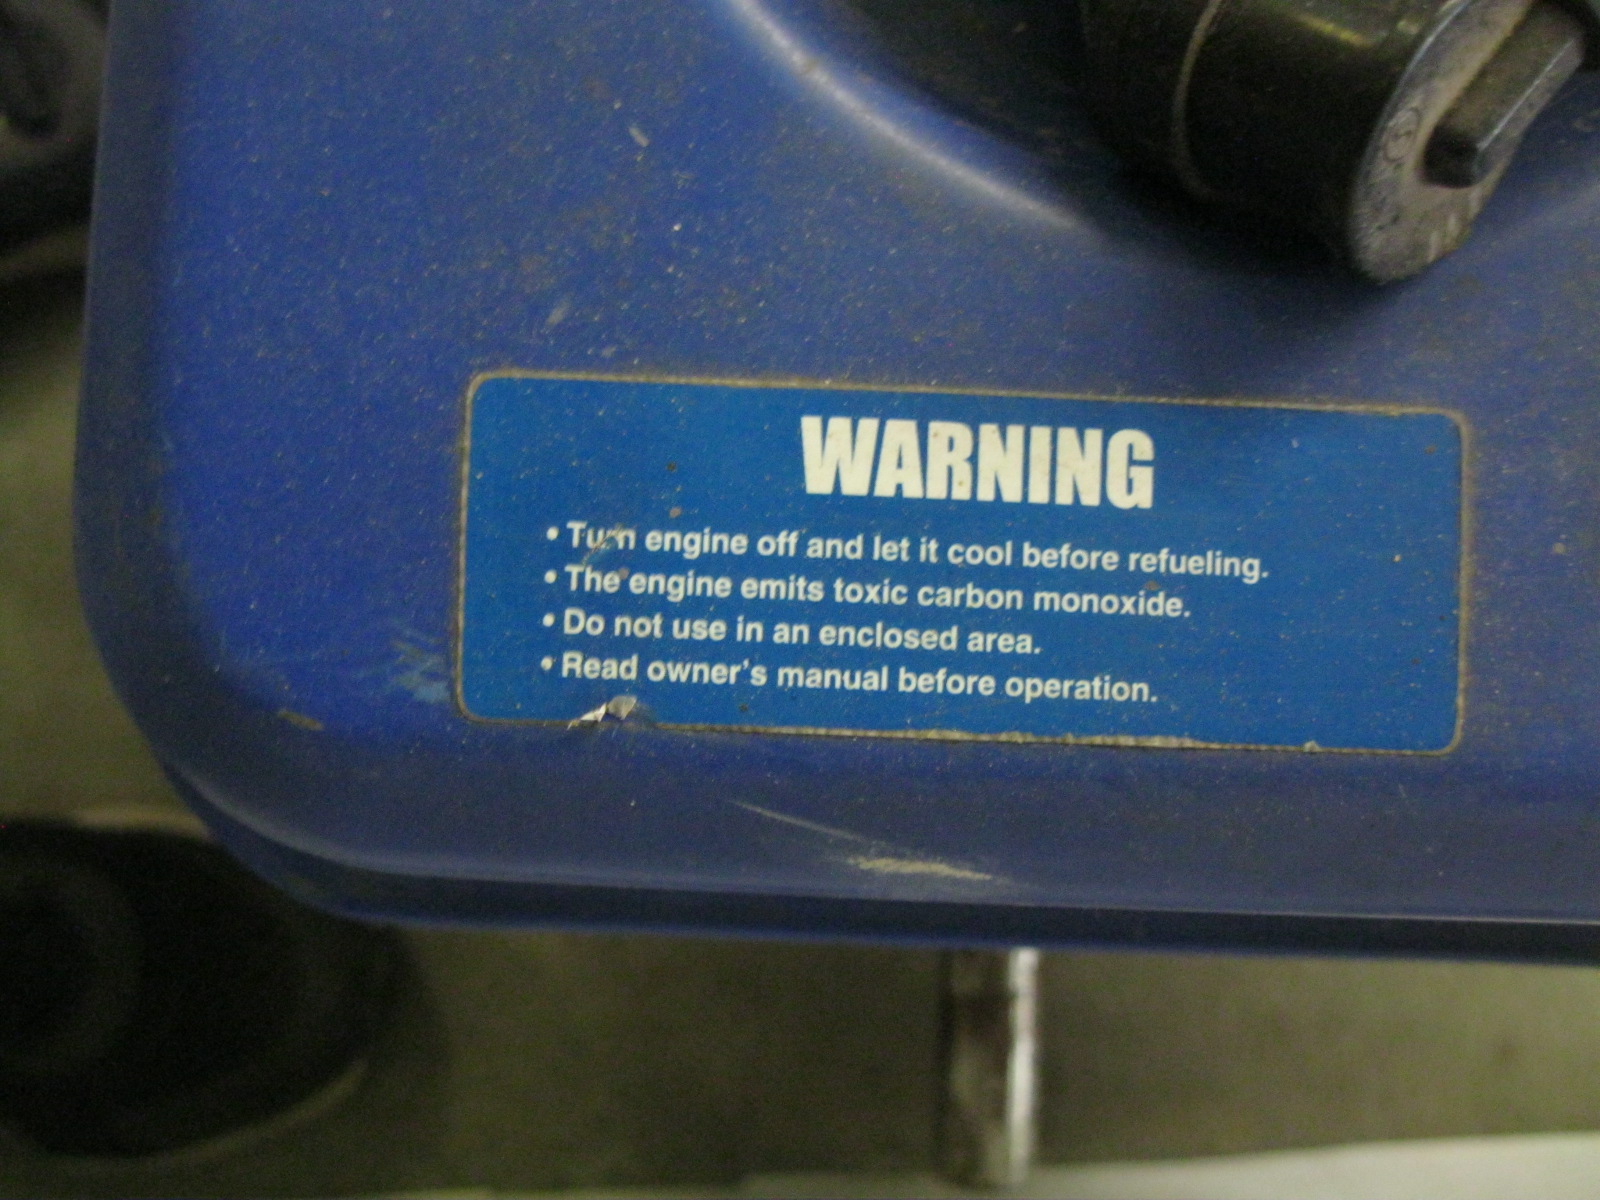 WARNING
• Turn engine off and let it cool before refueling.
• The engine emits toxic carbon monoxide.
• Do not use in an enclosed area.
• Read owner's manual before operation.